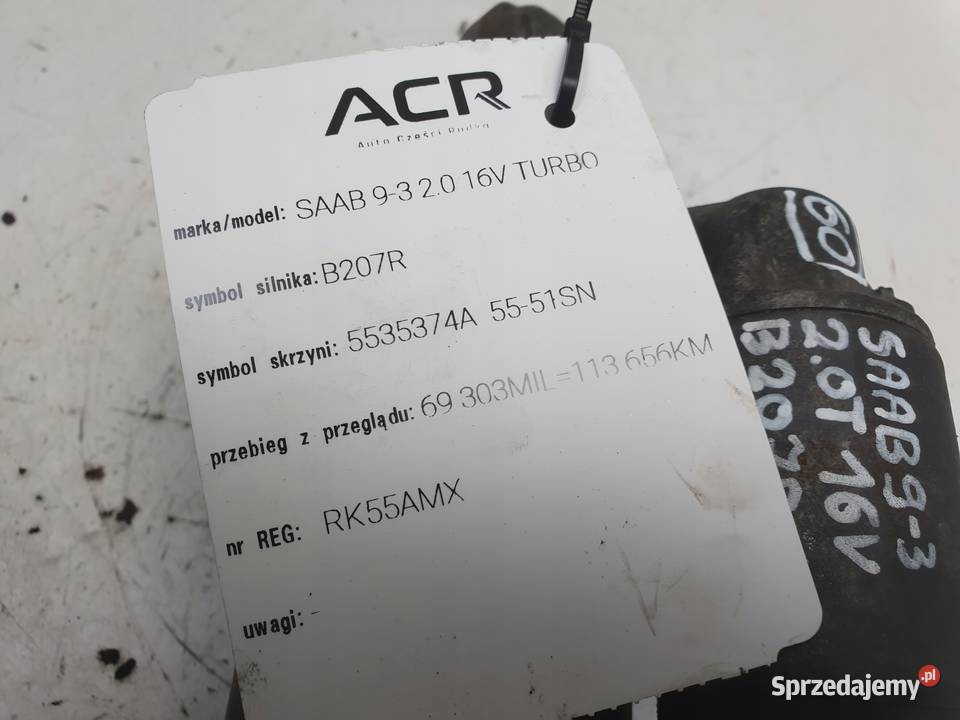 ACR
Auto Części Rudka
marka/model: SAAB 9-3 2.0 16V TURBO
symbol silnika: B207R
symbol skrzyni: 5535374A 55-51SN
przebieg z przeglądu: 69 303MIL=113 656KM
nr REG: RK55AMX
uwagi: -
60
SAAB 9-3
2.0T 16V
Sprzedajemy.pl